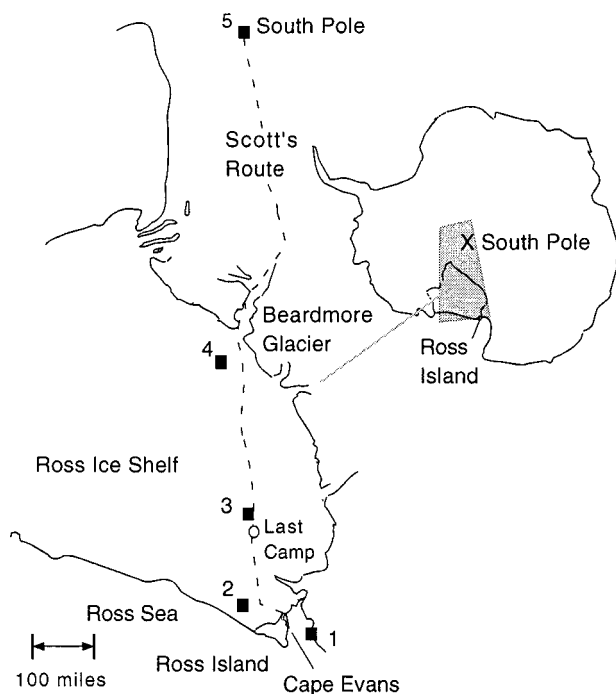 5
South Pole
Scott's
Route
X South Pole
Beardmore
Glacier
Ross
Island
4
Ross Ice Shelf
3
Last
Camp
2
Ross Sea
1
Ross Island
100 miles
Cape Evans